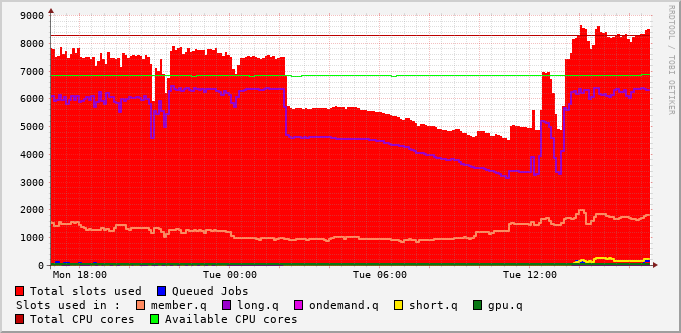 RRDTOOL / TOBI OETIKER
9000
8000
7000
6000
5000
4000
3000
2000
1000
0
Mon 18:00 Tue 00:00 Tue 06:00 Tue 12:00
Total slots used Queued Jobs
Slots used in : member.q long.q ondemand.q short.q gpu.q
Total CPU cores Available CPU cores